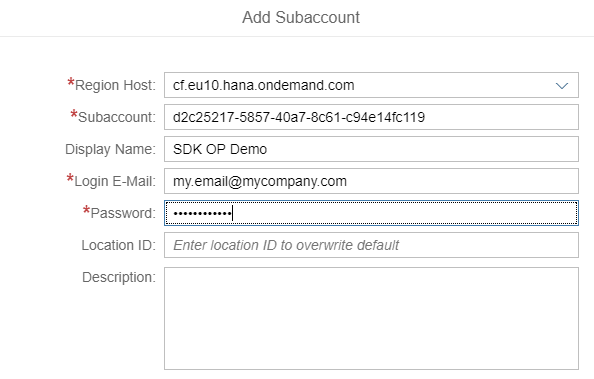 Add Subaccount
*Region Host: cf.eu10.hana.ondemand.com
*Subaccount: d2c25217-5857-40a7-8c61-c94e14fc119
Display Name: SDK OP Demo
*Login E-Mail: my.email@mycompany.com
*Password: ••••••••••••
Location ID: Enter location ID to overwrite default
Description: